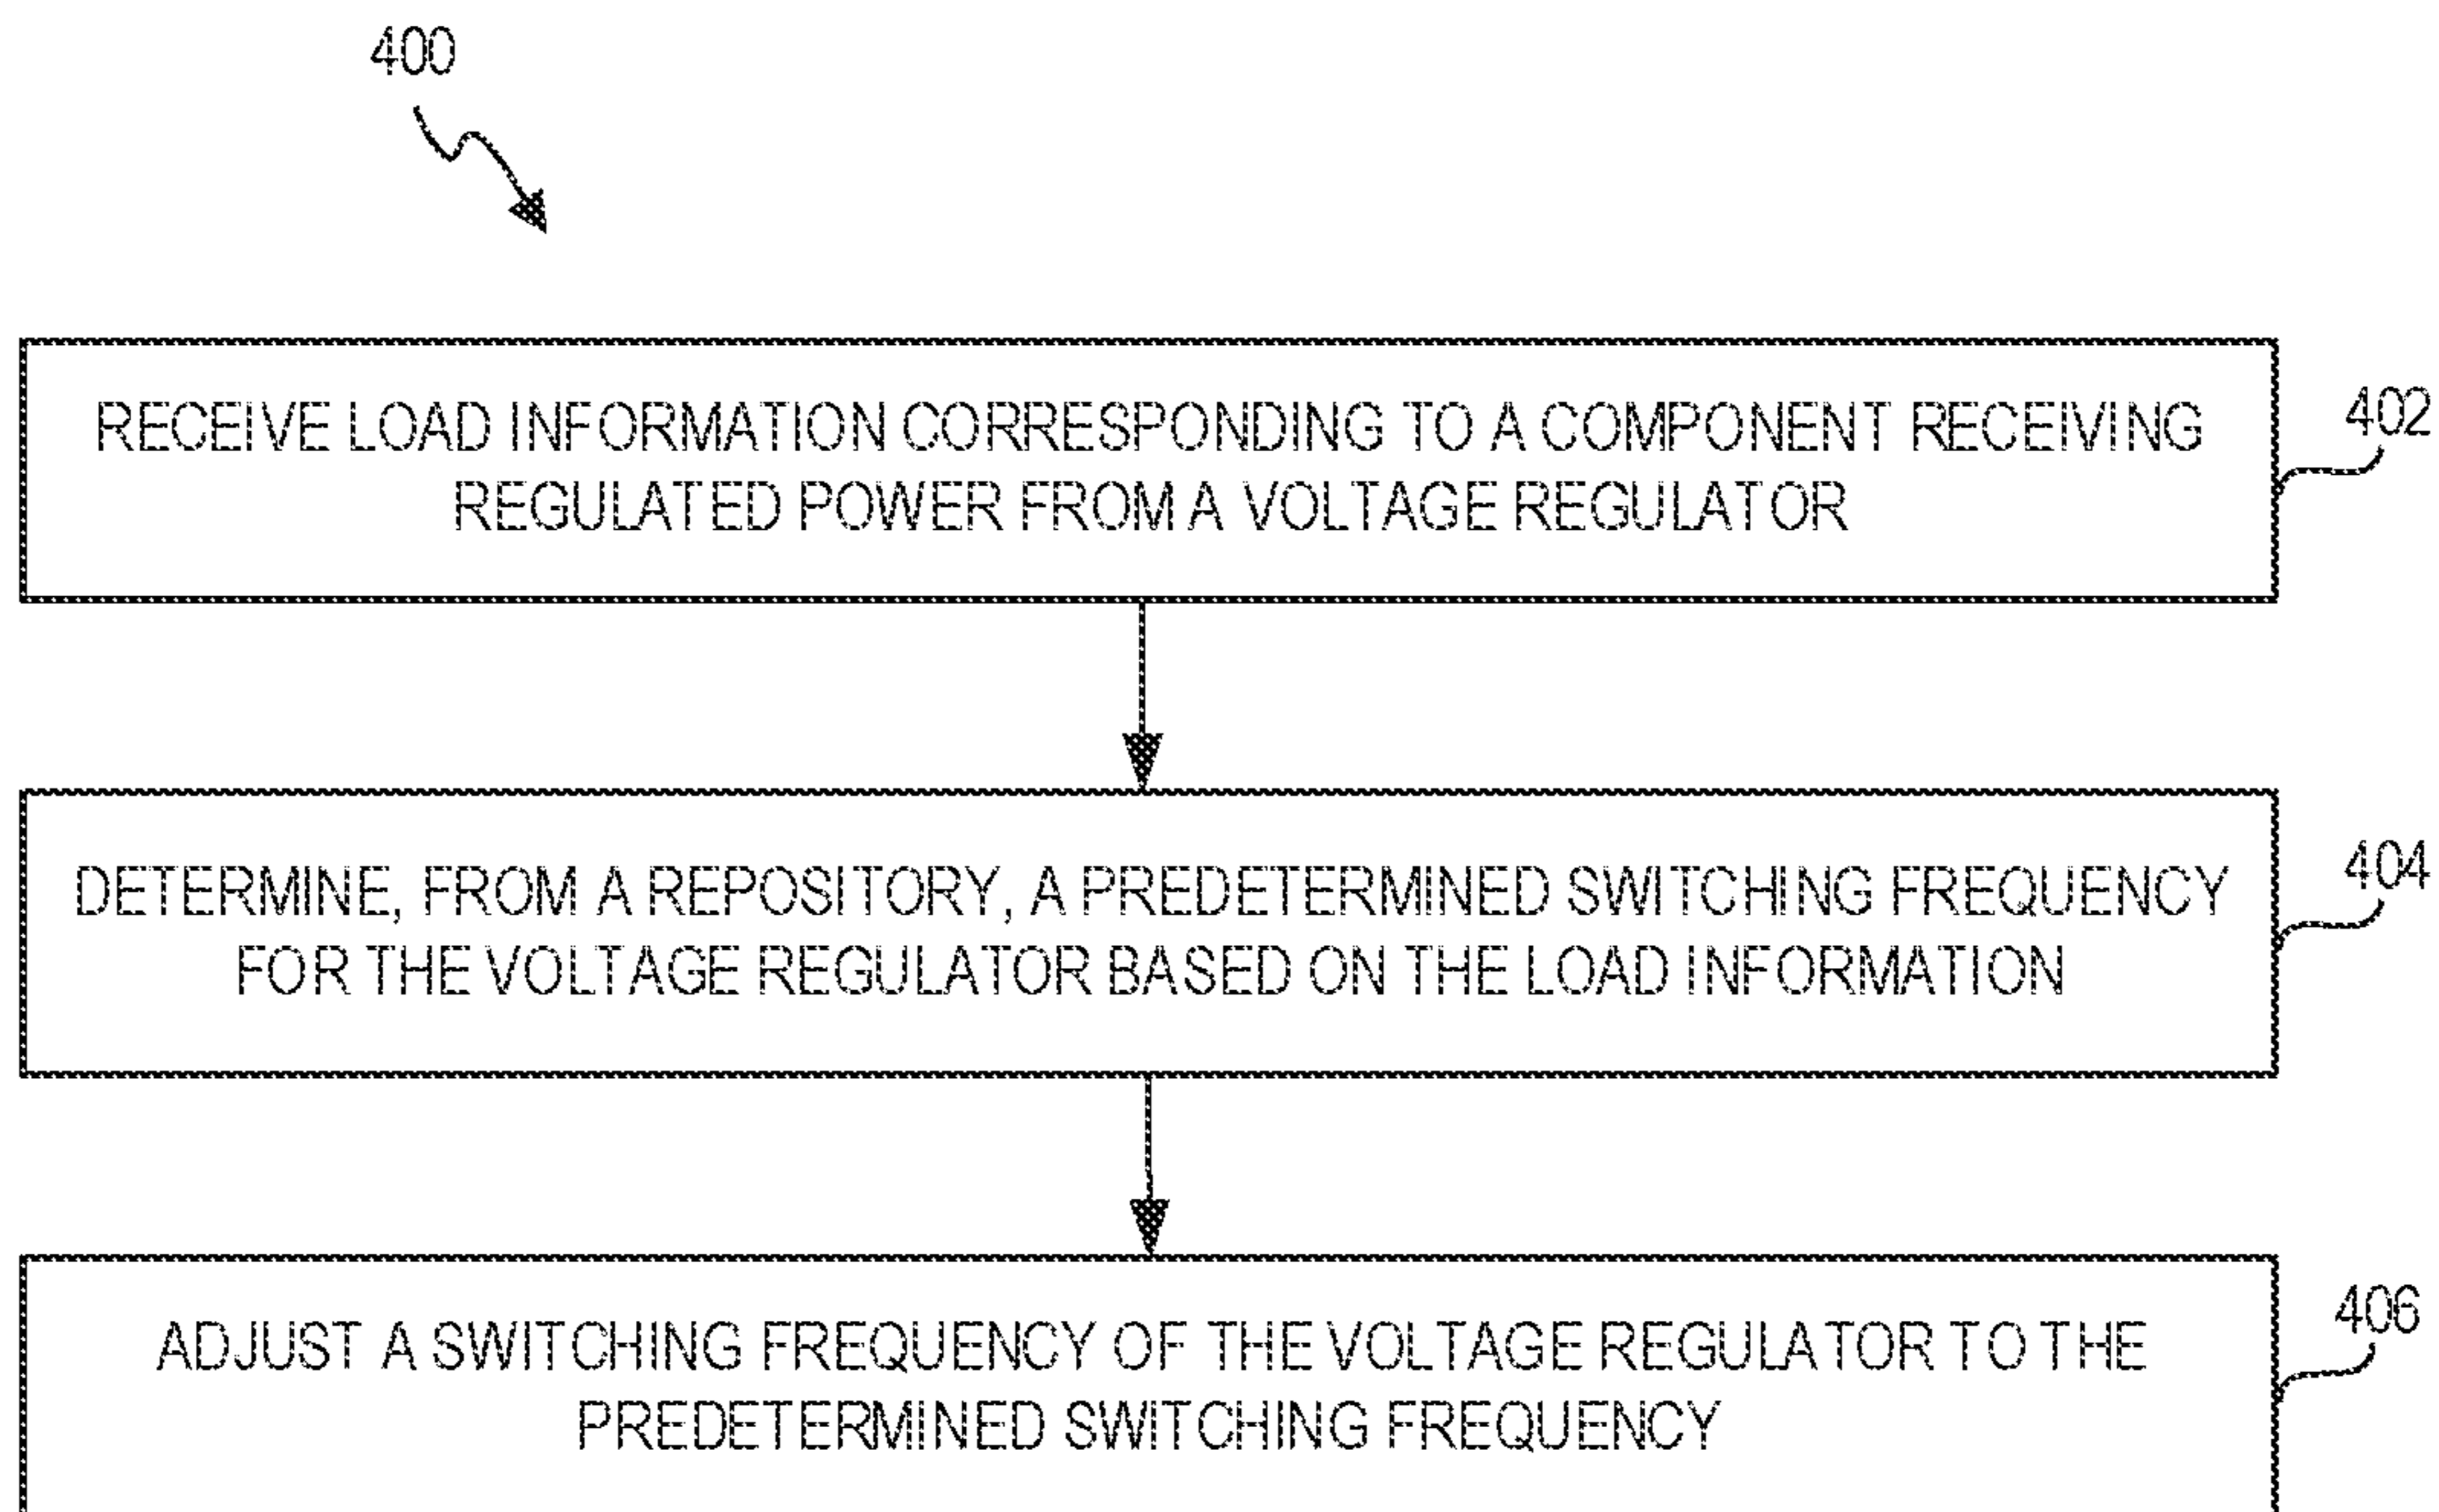 400
RECEIVE LOAD INFORMATION CORRESPONDING TO A COMPONENT RECEIVING
REGULATED POWER FROM A VOLTAGE REGULATOR
402
DETERMINE, FROM A REPOSITORY, A PREDETERMINED SWITCHING FREQUENCY
FOR THE VOLTAGE REGULATOR BASED ON THE LOAD INFORMATION
404
ADJUST A SWITCHING FREQUENCY OF THE VOLTAGE REGULATOR TO THE
PREDETERMINED SWITCHING FREQUENCY
406